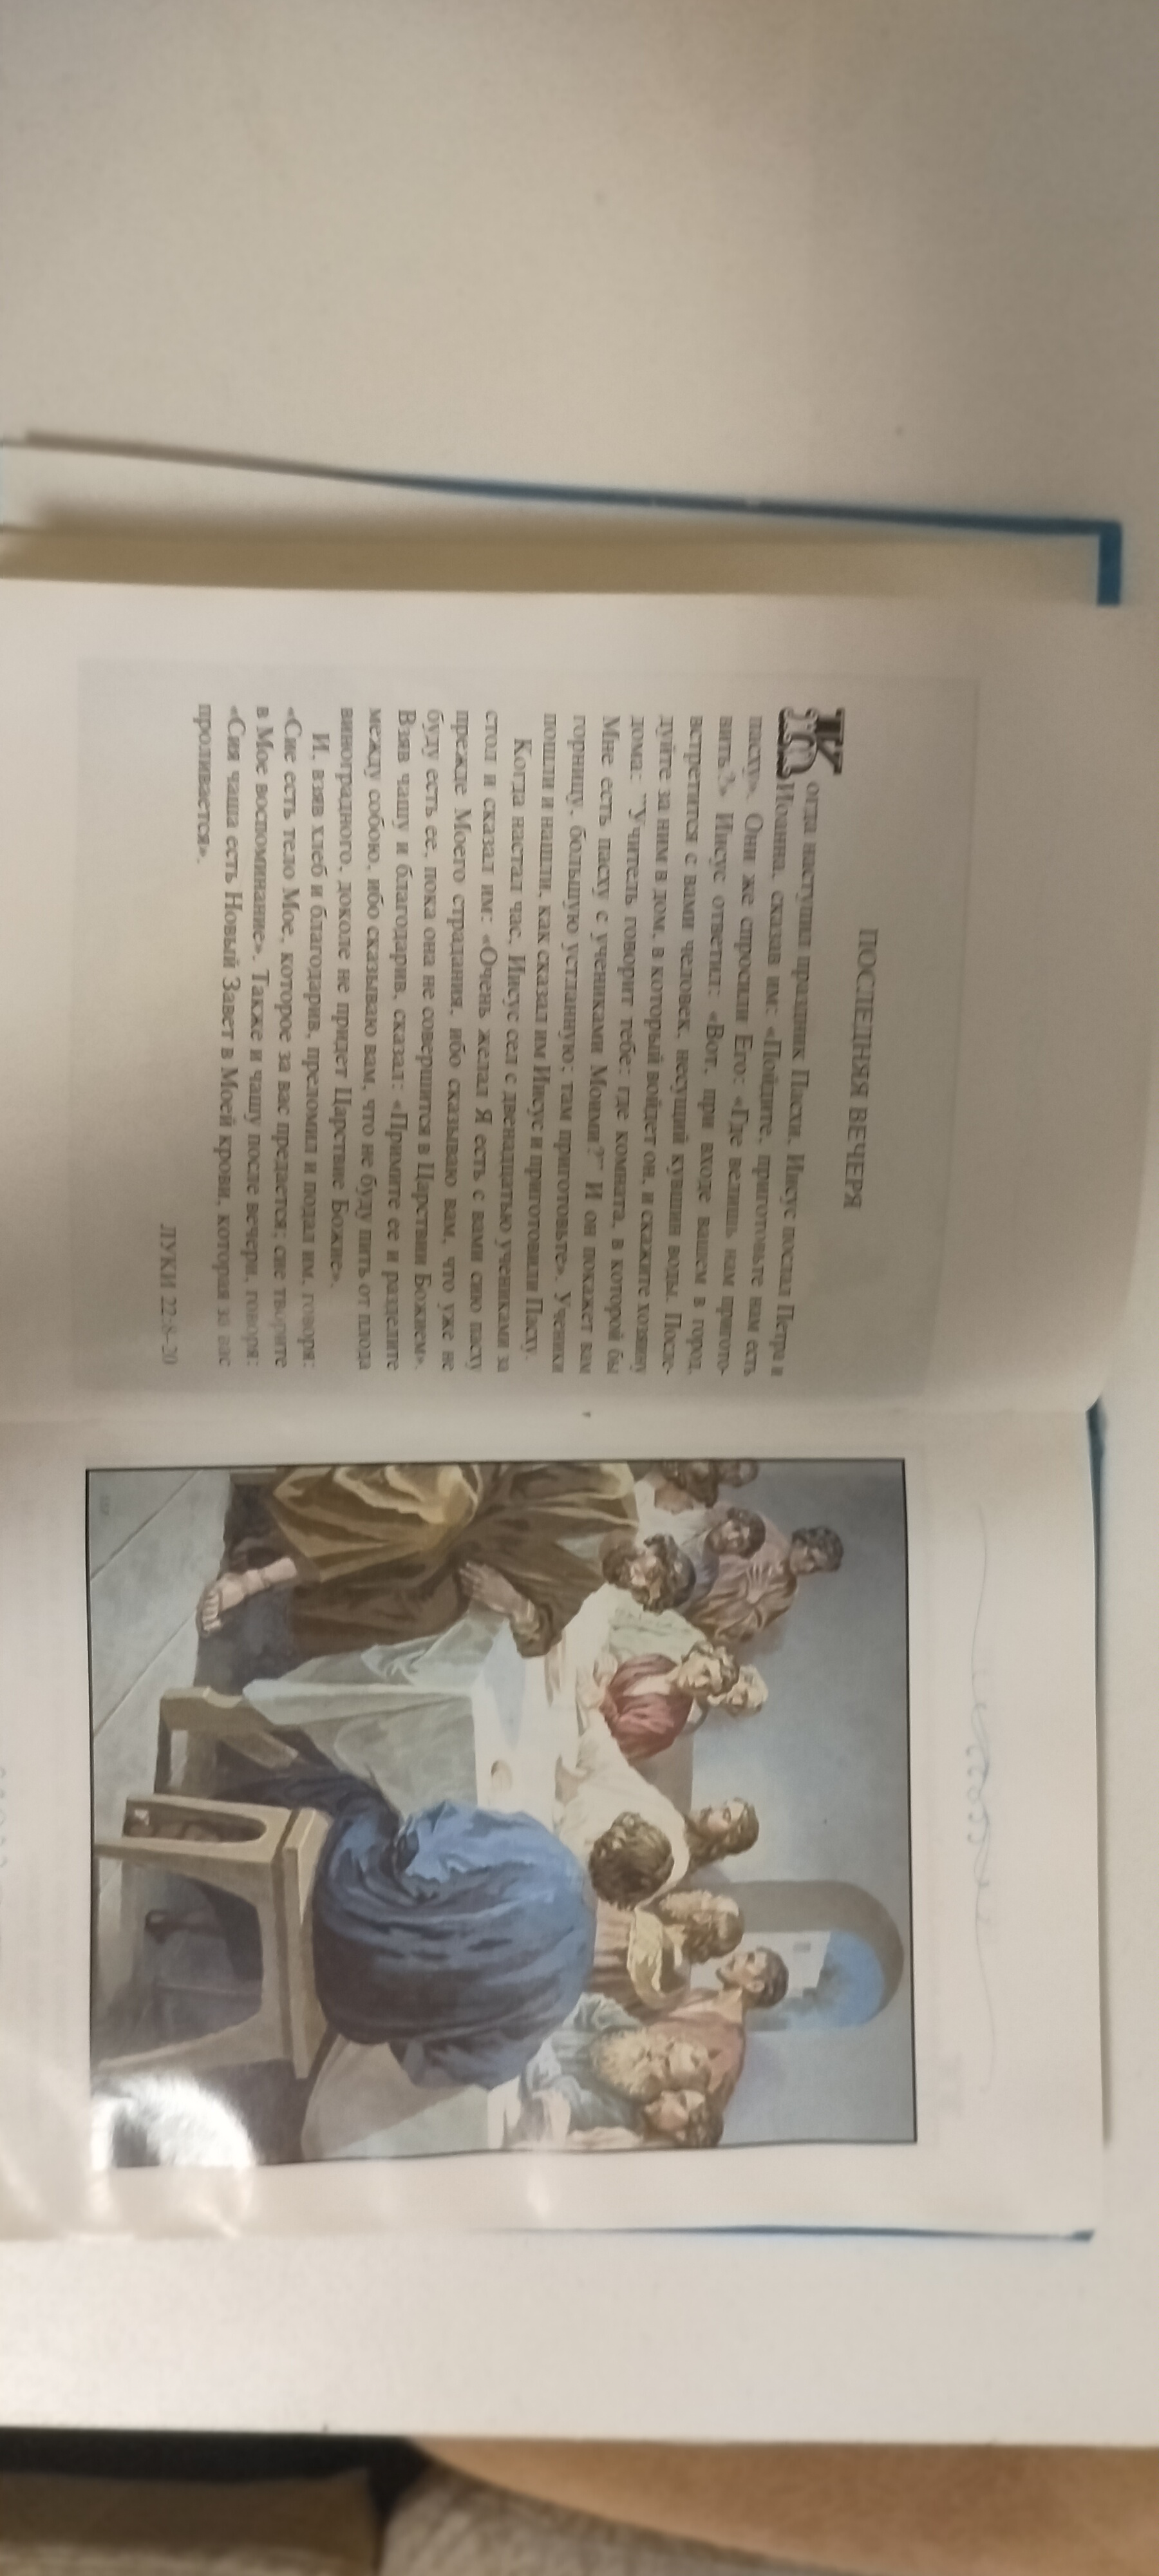 ПОСЛЕДНЯЯ ВЕЧЕРЯ
Когда наступил праздник Пасхи, Иисус послал Петра и
Иоанна, сказав им: «Пойдите, приготовьте нам есть
пасху». Они же спросили Его: «Где велишь нам пригото-
вить?» Иисус ответил: «Вот, при входе вашем в город,
встретится с вами человек, несущий кувшин воды. После-
дуйте за ним в дом, в который войдет он, и скажите хозяину
дома: "Учитель говорит тебе: где комната, в которой бы
Мне есть пасху с учениками Моими?" И он покажет вам
горницу, большую устланную; там приготовьте». Ученики
пошли и нашли, как сказал им Иисус и приготовили Пасху.
Когда настал час, Иисус сел с двенадцатью учениками за
стол и сказал им: «Очень желал Я есть с вами сию пасху
прежде Моего страдания, ибо сказываю вам, что уже не
буду есть ее, пока она не совершится в Царствии Божием».
Взяв чашу и благодарив, сказал: «Примите ее и разделите
между собою, ибо сказываю вам, что не буду пить от плода
виноградного, доколе не придет Царствие Божие».
И, взяв хлеб и благодарив, преломил и подал им, говоря:
«Сие есть тело Мое, которое за вас предается; сие творите
в Мое воспоминание». Также и чашу после вечери, говоря:
«Сия чаша есть Новый Завет в Моей крови, которая за вас
проливается».
ЛУКИ 22:8–20